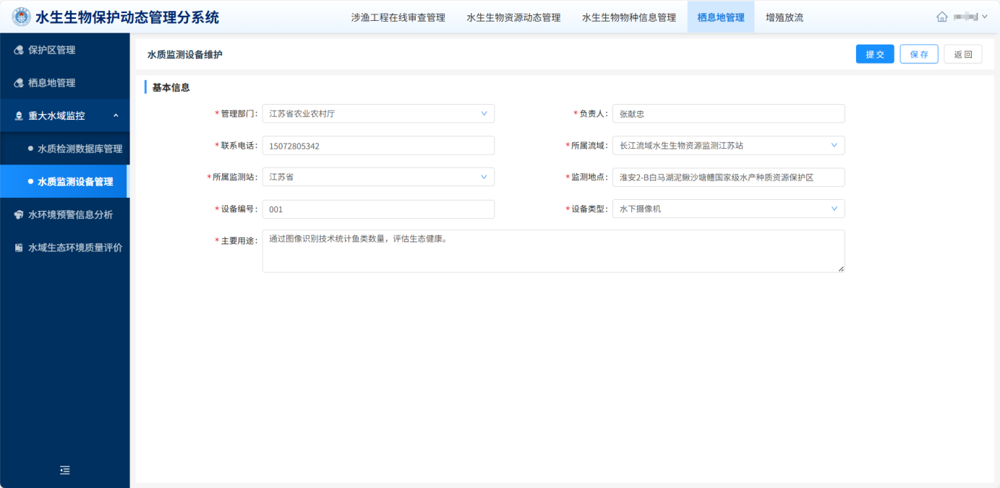 水生生物保护动态管理分系统
涉渔工程在线审查管理 水生生物资源动态管理 水生生物物种信息管理 栖息地管理 增殖放流
保护区管理
栖息地管理
重大水域监控
水质检测数据库管理
水质监测设备管理
水环境预警信息分析
水域生态环境质量评价
水质监测设备维护
提交 保存 返回
基本信息
*管理部门: 江苏省农业农村厅 *负责人: 张献忠
*联系电话: 15072805342 *所属流域: 长江流域水生生物资源监测江苏站
*所属监测站: 江苏省 *监测地点: 淮安2-B白马湖泥鳅沙塘鳢国家级水产种质资源保护区
*设备编号: 001 *设备类型: 水下摄像机
*主要用途: 通过图像识别技术统计鱼类数量，评估生态健康。